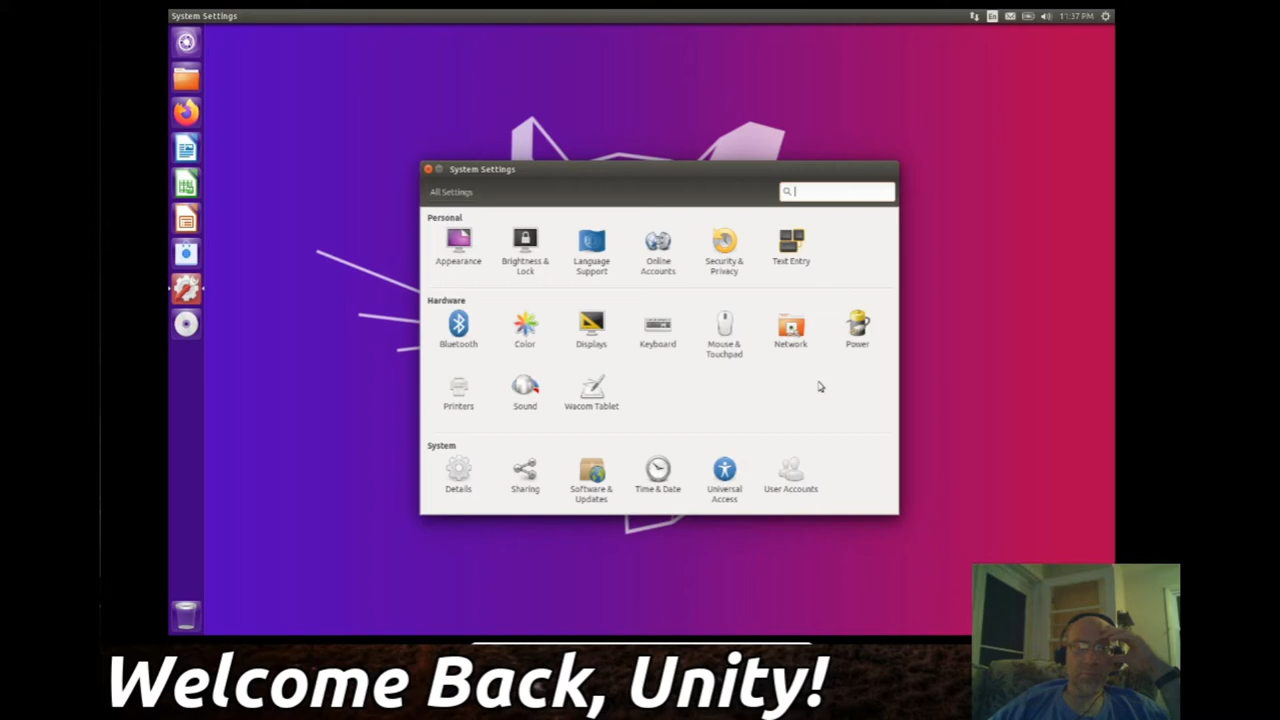 System Settings
En
11:37 PM
System Settings
All Settings
Personal
Appearance
Brightness &
Lock
Language
Support
Online
Accounts
Security &
Privacy
Text Entry
Hardware
Bluetooth
Color
Displays
Keyboard
Mouse &
Touchpad
Network
Power
Printers
Sound
Wacom Tablet
System
Details
Sharing
Software &
Updates
Time & Date
Universal
Access
User Accounts
Welcome Back, Unity!